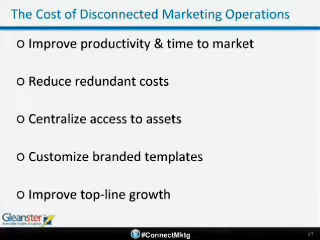 The Cost of Disconnected Marketing Operations
Improve productivity & time to market
Reduce redundant costs
Centralize access to assets
Customize branded templates
Improve top-line growth
Gleanster
#ConnectMktg